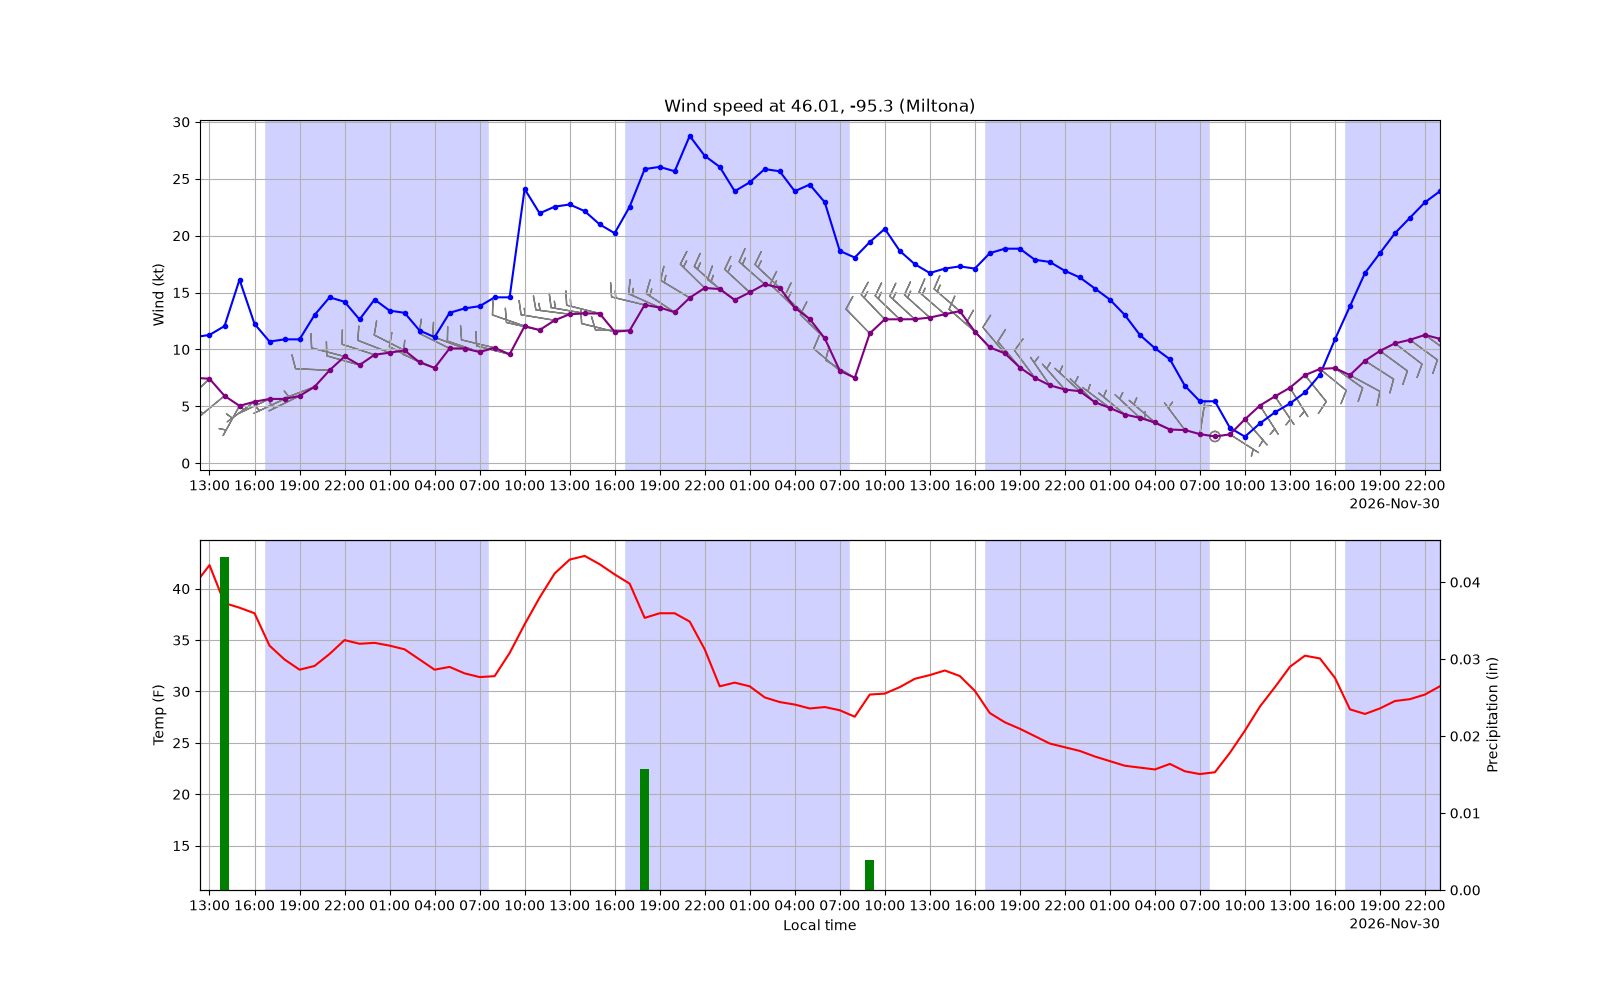 Wind speed at 46.01, -95.3 (Miltona)
30
25
20
15
10
5
0
Wind (kt)
13:00 16:00 19:00 22:00 01:00 04:00 07:00 10:00 13:00 16:00 19:00 22:00 01:00 04:00 07:00 10:00 13:00 16:00 19:00 22:00 01:00 04:00 07:00 10:00 13:00 16:00 19:00 22:00
2026-Nov-30
40
35
30
25
20
15
Temp (F)
0.04
0.03
0.02
0.01
0.00
Precipitation (in)
13:00 16:00 19:00 22:00 01:00 04:00 07:00 10:00 13:00 16:00 19:00 22:00 01:00 04:00 07:00 10:00 13:00 16:00 19:00 22:00 01:00 04:00 07:00 10:00 13:00 16:00 19:00 22:00
Local time
2026-Nov-30